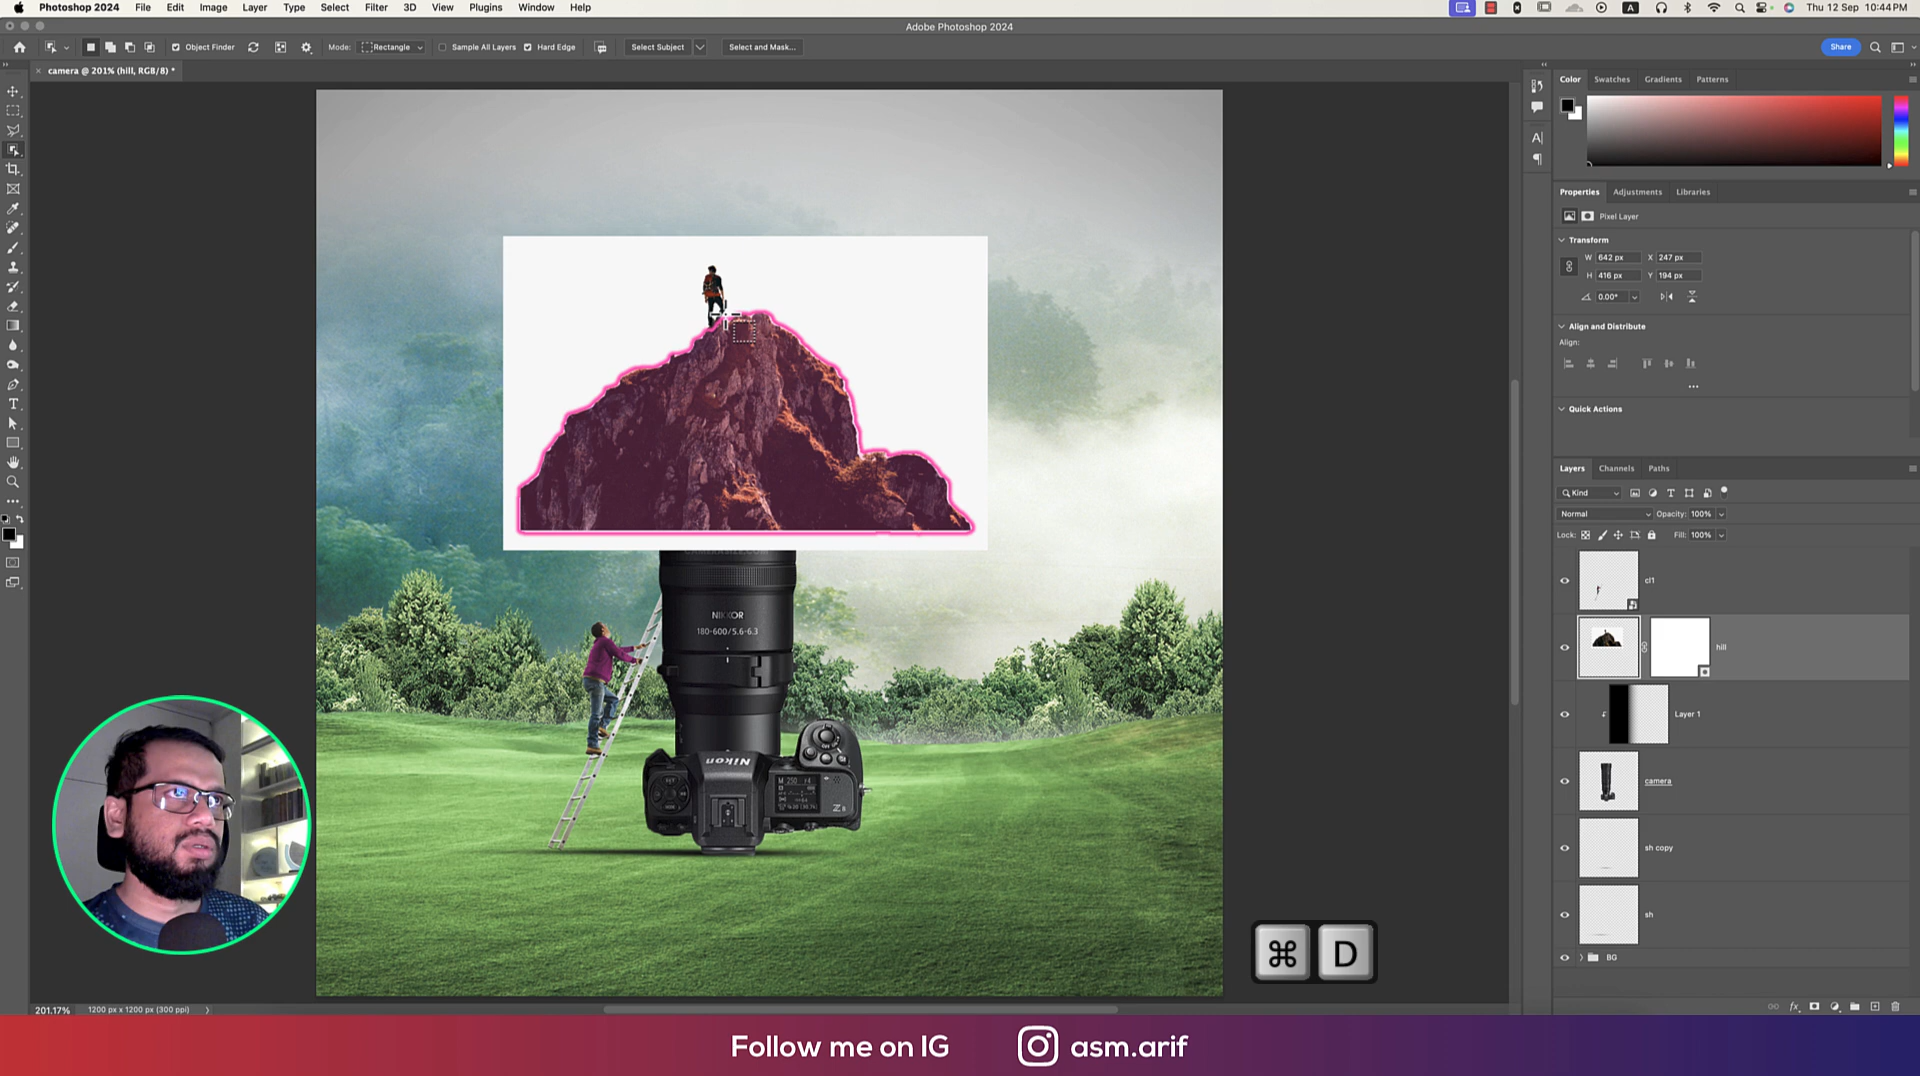 Photoshop 2024 File Edit Image Layer Type Select Filter 3D View Plugins Window Help
A Thu 12 Sep 10:44PM
Adobe Photoshop 2024
Object Finder Mode: Rectangle Sample All Layers Hard Edge Select Subject Select and Mask... Share
camera @ 201% (hill, RGB/8) *
Color Swatches Gradients Patterns
Properties Adjustments Libraries
Pixel Layer
Transform
W 642 px X 247 px
H 416 px Y 194 px
0.00°
Align and Distribute
Align:
Quick Actions
Layers Channels Paths
Kind
Normal Opacity: 100%
Lock: Fill: 100%
cl1
hill
Layer 1
camera
sh copy
sh
BG
NIKKOR
180-600/5.6-6.3
Nikon
⌘ D
201.17% 1200 px x 1200 px (300 ppi)
Follow me on IG asm.arif